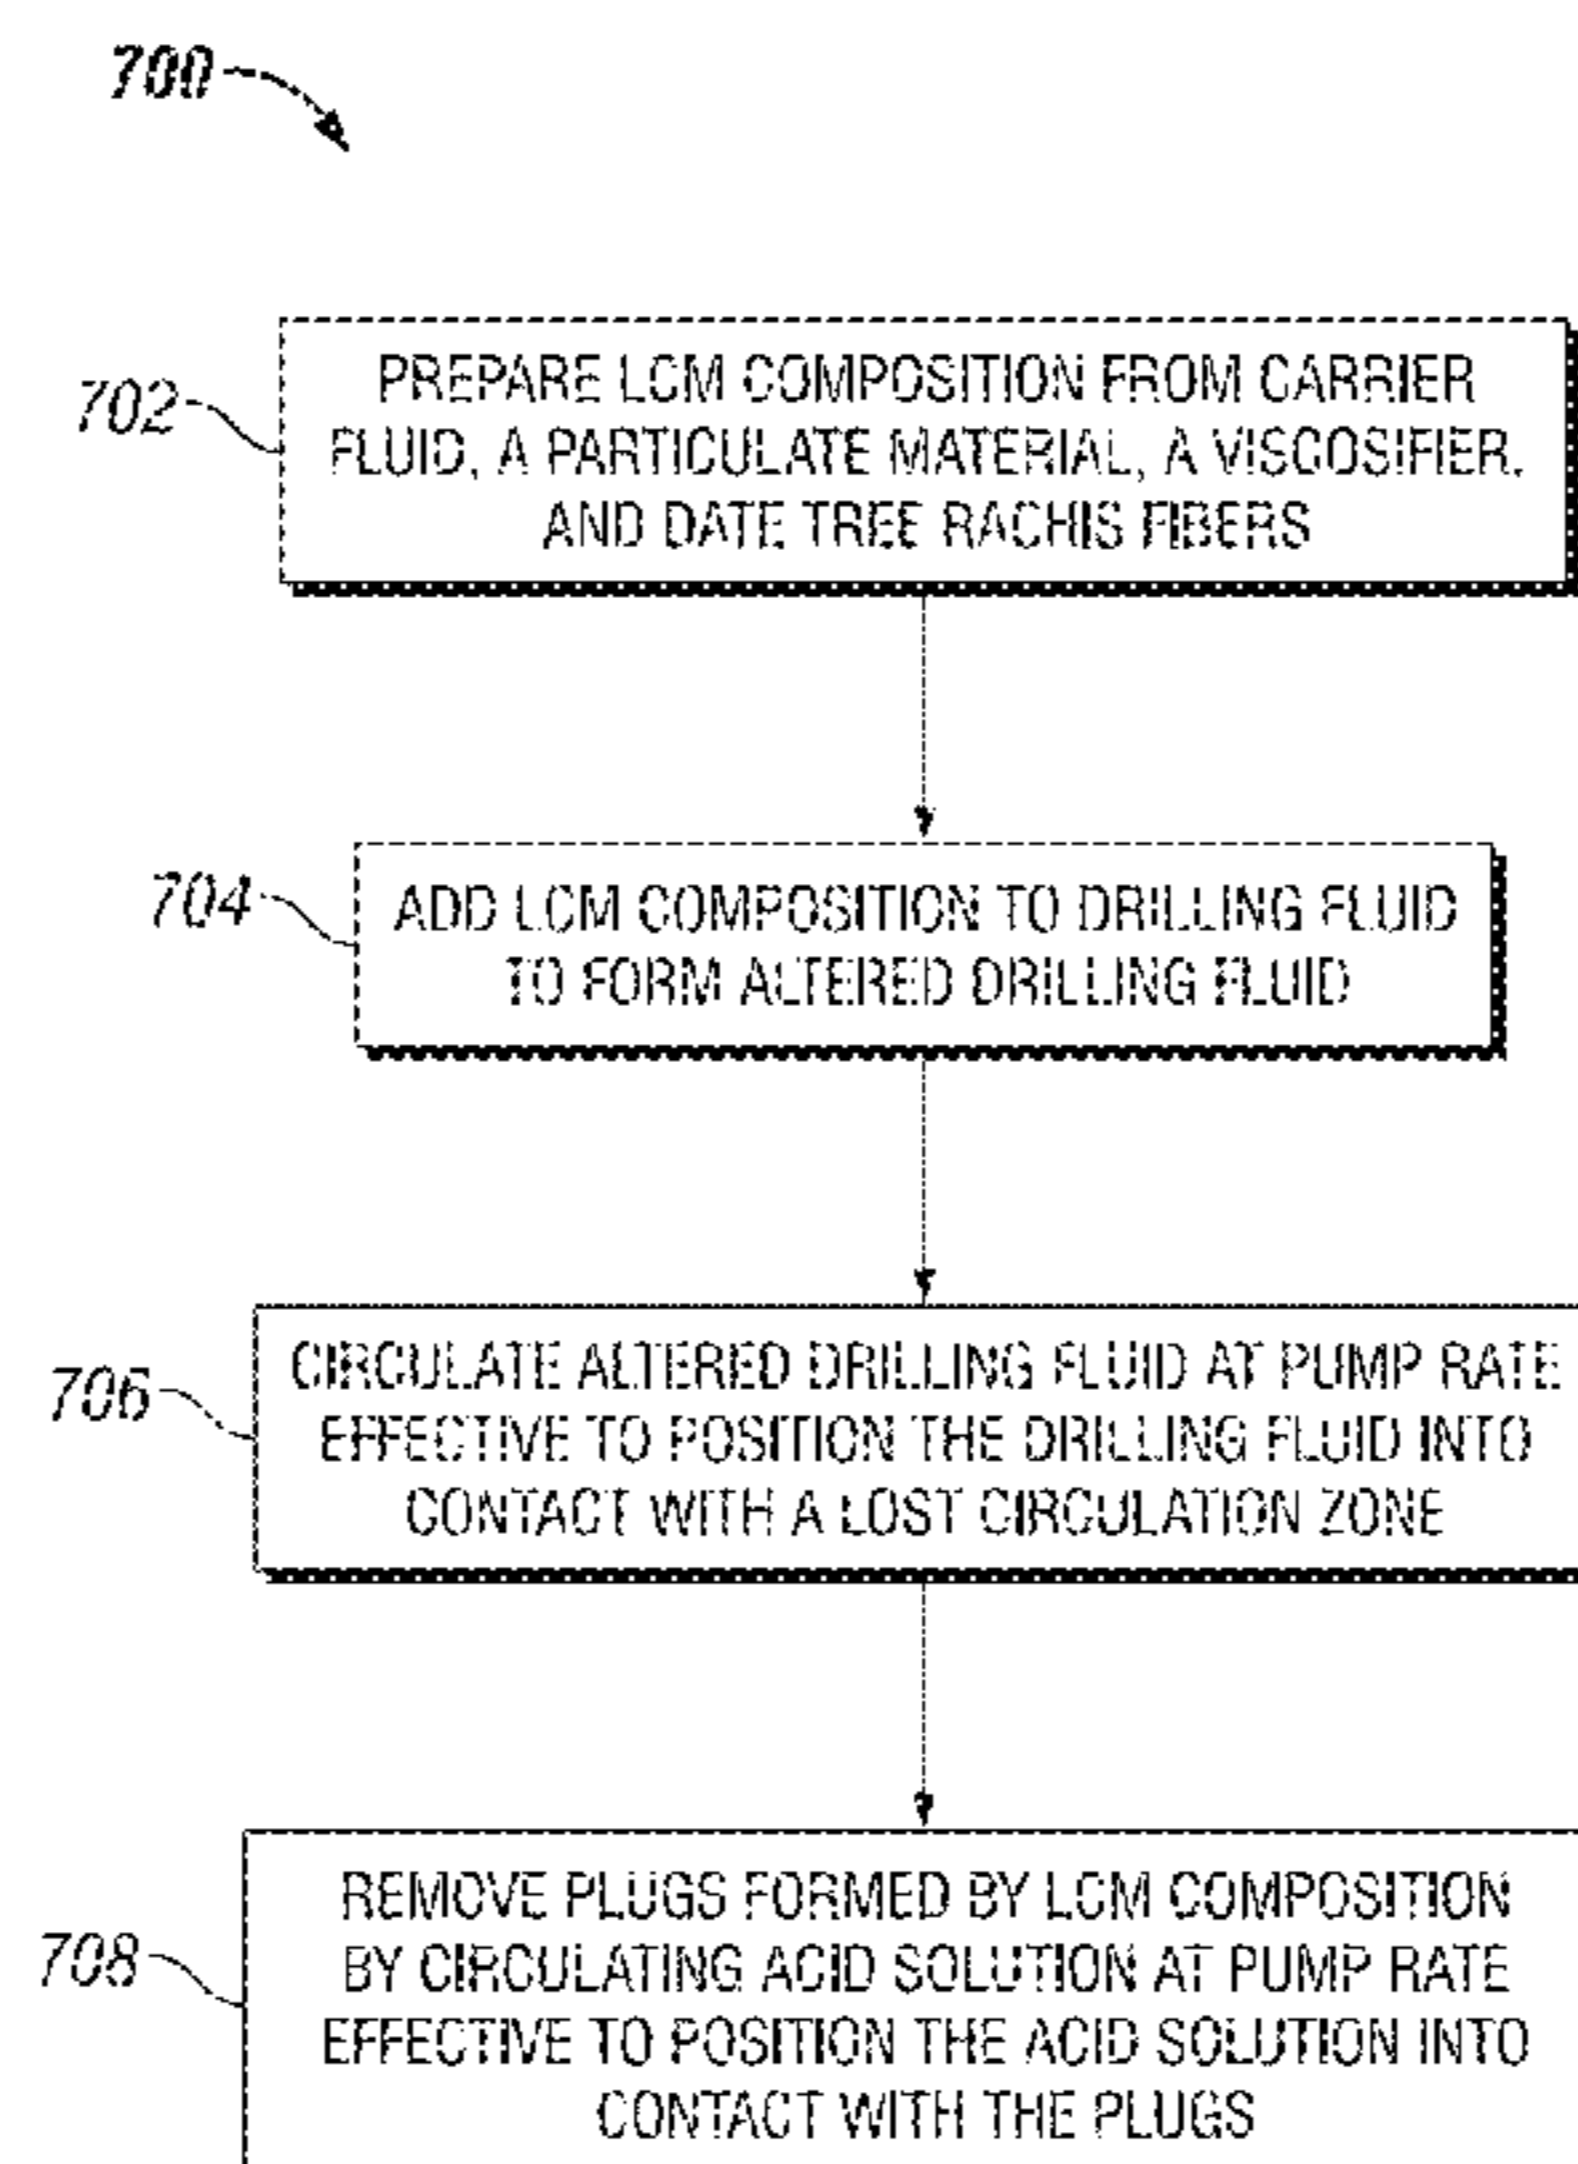 700
702
PREPARE LCM COMPOSITION FROM CARRIER
FLUID, A PARTICULATE MATERIAL, A VISCOSIFIER,
AND DATE TREE RACHIS FIBERS
704
ADD LCM COMPOSITION TO DRILLING FLUID
TO FORM ALTERED DRILLING FLUID
706
CIRCULATE ALTERED DRILLING FLUID AT PUMP RATE
EFFECTIVE TO POSITION THE DRILLING FLUID INTO
CONTACT WITH A LOST CIRCULATION ZONE
708
REMOVE PLUGS FORMED BY LCM COMPOSITION
BY CIRCULATING ACID SOLUTION AT PUMP RATE
EFFECTIVE TO POSITION THE ACID SOLUTION INTO
CONTACT WITH THE PLUGS